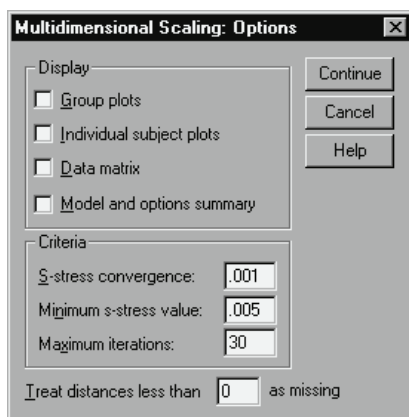 Multidimensional Scaling: Options
Display
Group plots
Individual subject plots
Data matrix
Model and options summary
Continue
Cancel
Help
Criteria
S-stress convergence: .001
Minimum s-stress value: .005
Maximum iterations: 30
Treat distances less than 0 as missing